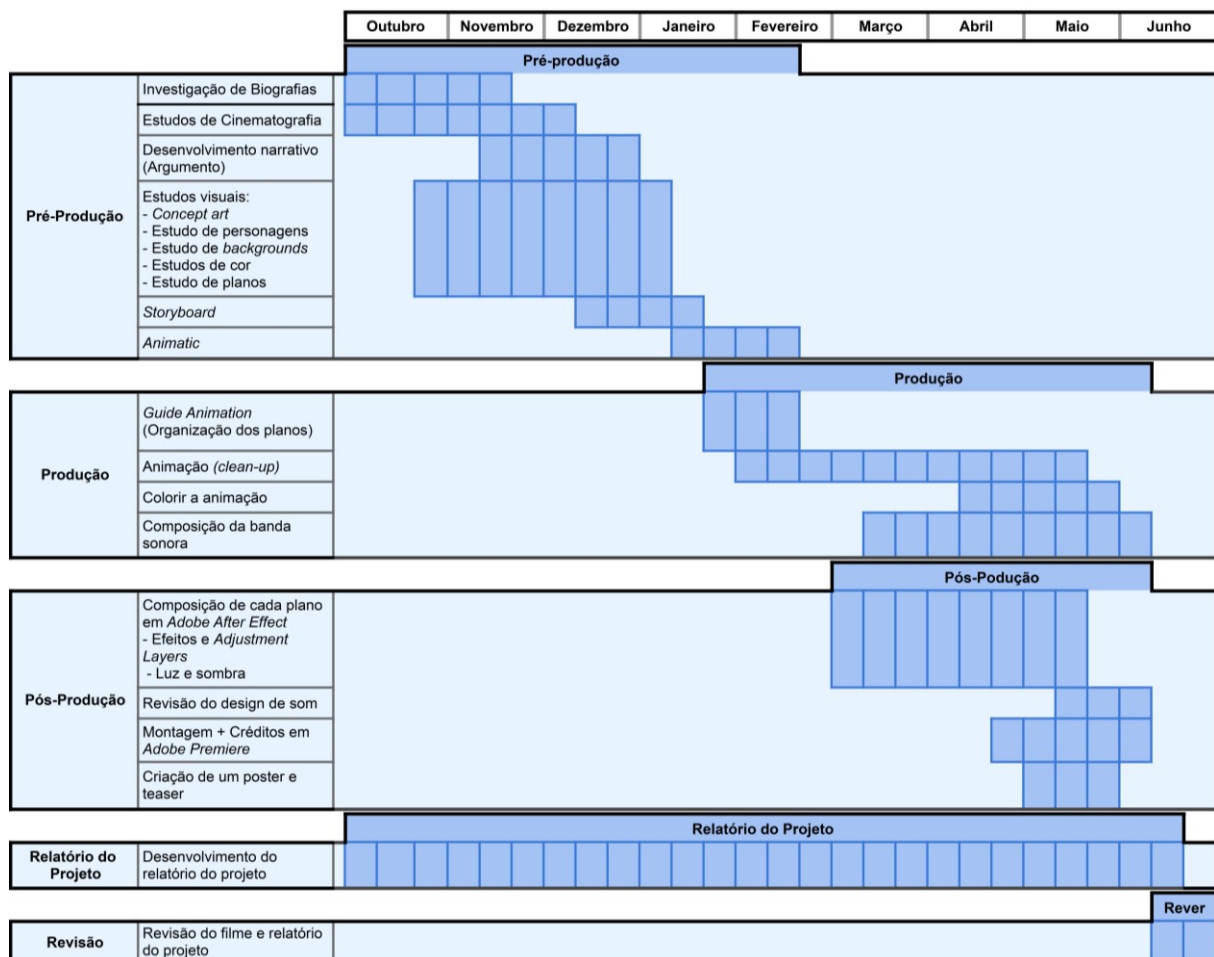 Outubro Novembro Dezembro Janeiro Fevereiro Março Abril Maio Junho
Pré-produção
Pré-Produção
Investigação de Biografias
Estudos de Cinematografia
Desenvolvimento narrativo
(Argumento)
Estudos visuais:
- Concept art
- Estudo de personagens
- Estudo de backgrounds
- Estudos de cor
- Estudo de planos
Storyboard
Animatic
Produção
Produção
Guide Animation
(Organização dos planos)
Animação (clean-up)
Colorir a animação
Composição da banda
sonora
Pós-Podução
Pós-Produção
Composição de cada plano
em Adobe After Effect
- Efeitos e Adjustment
Layers
- Luz e sombra
Revisão do design de som
Montagem + Créditos em
Adobe Premiere
Criação de um poster e
teaser
Relatório do Projeto
Relatório do
Projeto
Desenvolvimento do
relatório do projeto
Rever
Revisão
Revisão do filme e relatório
do projeto